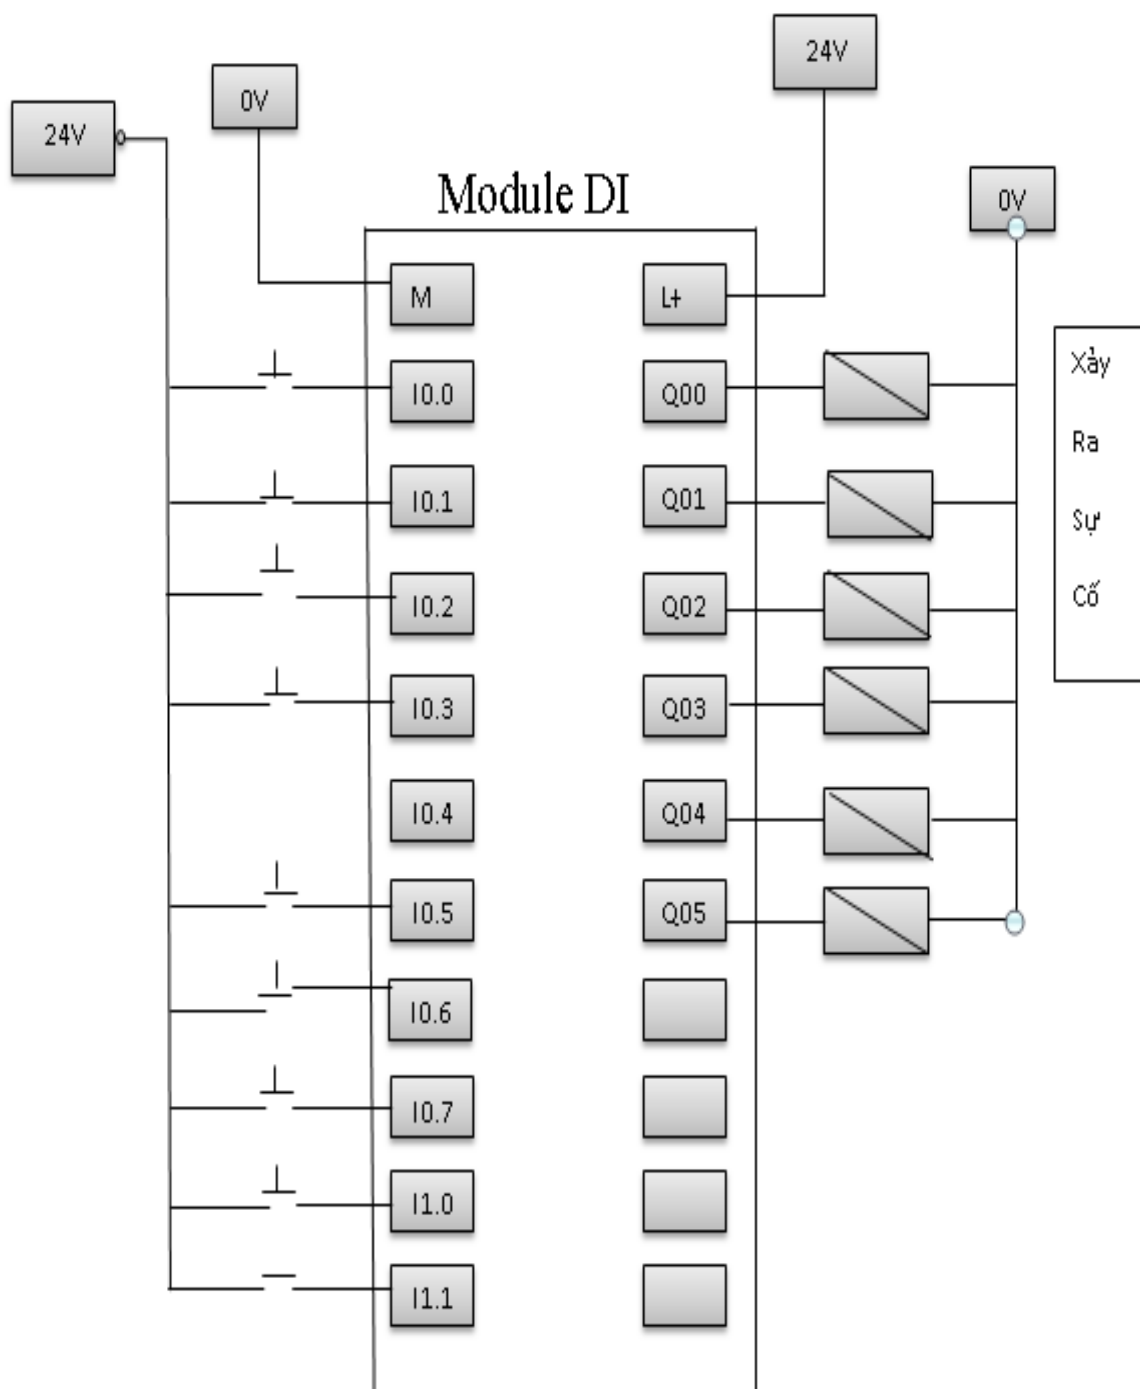 24V
0V
24V
0V
Module DI
M
L+
I0.0
Q00
I0.1
Q01
I0.2
Q02
I0.3
Q03
I0.4
Q04
I0.5
Q05
I0.6
I0.7
I1.0
I1.1
Xảy
Ra
Sự
Cố